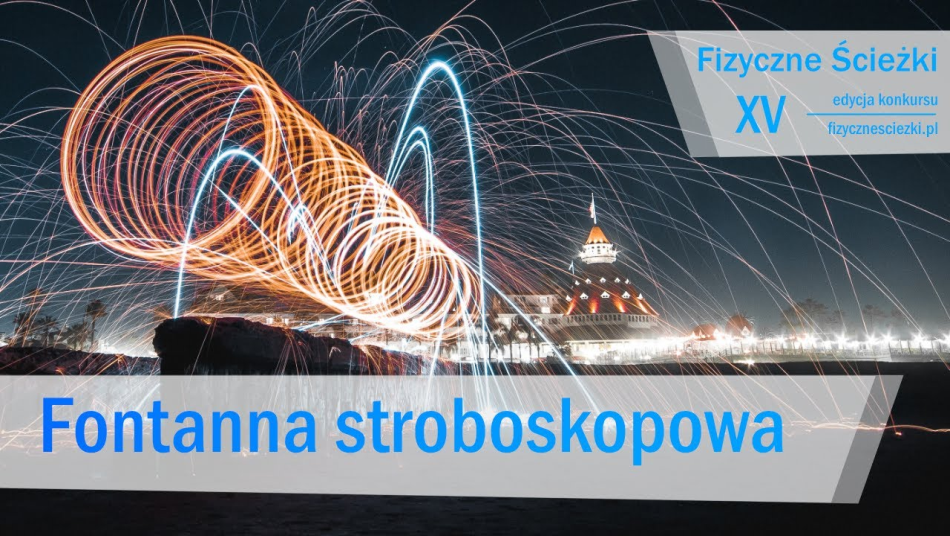 Fizyczne Ścieżki
XV
edycja konkursu
fizycznesciezki.pl
Fontanna stroboskopowa